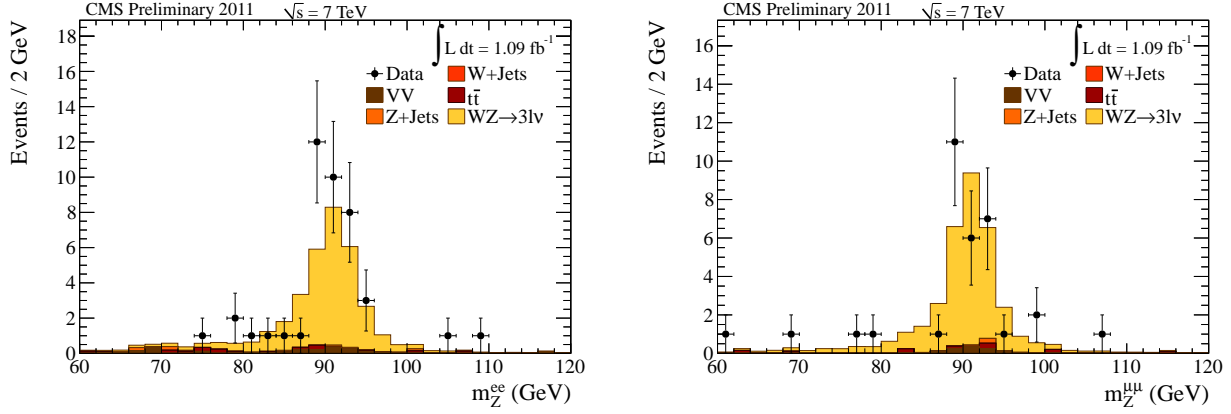 CMS Preliminary 2011 √s = 7 TeV
∫ L dt = 1.09 fb⁻¹
Data W+Jets
VV tt̄
Z+Jets WZ→3lν
Events / 2 GeV
18
16
14
12
10
8
6
4
2
0
60 70 80 90 100 110 120
m_Z^ee (GeV)
CMS Preliminary 2011 √s = 7 TeV
∫ L dt = 1.09 fb⁻¹
Data W+Jets
VV tt̄
Z+Jets WZ→3lν
Events / 2 GeV
16
14
12
10
8
6
4
2
0
60 70 80 90 100 110 120
m_Z^μμ (GeV)